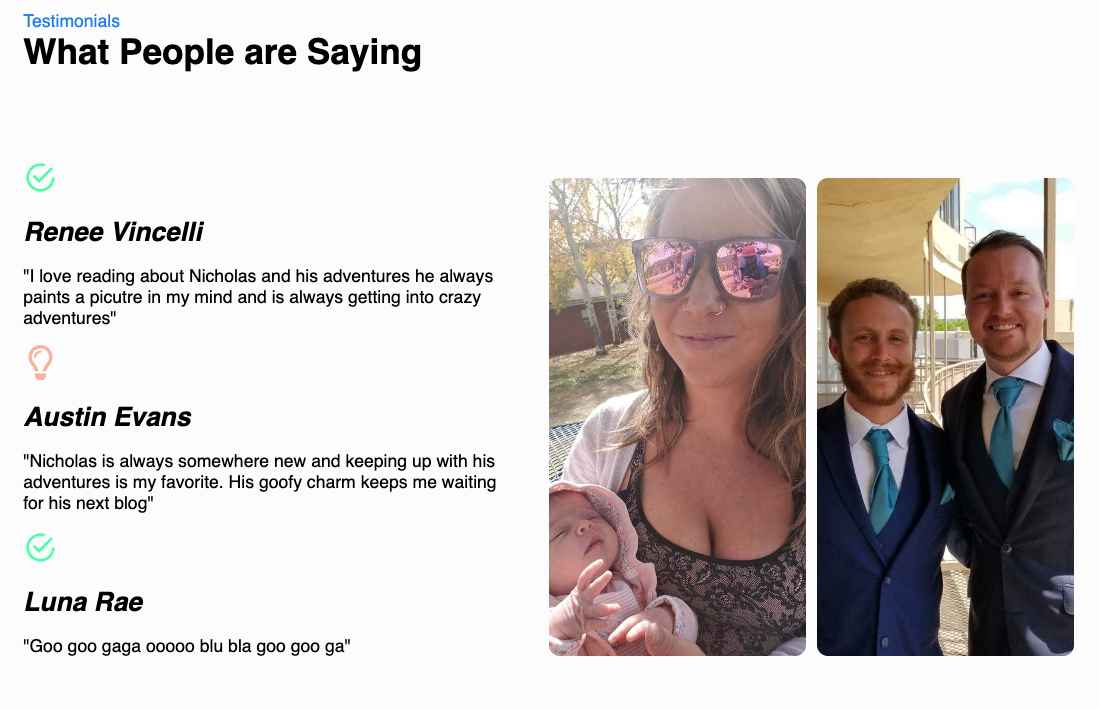 Testimonials
What People are Saying
Renee Vincelli
"I love reading about Nicholas and his adventures he always
paints a picutre in my mind and is always getting into crazy
adventures"
Austin Evans
"Nicholas is always somewhere new and keeping up with his
adventures is my favorite. His goofy charm keeps me waiting
for his next blog"
Luna Rae
"Goo goo gaga ooooo blu bla goo goo ga"